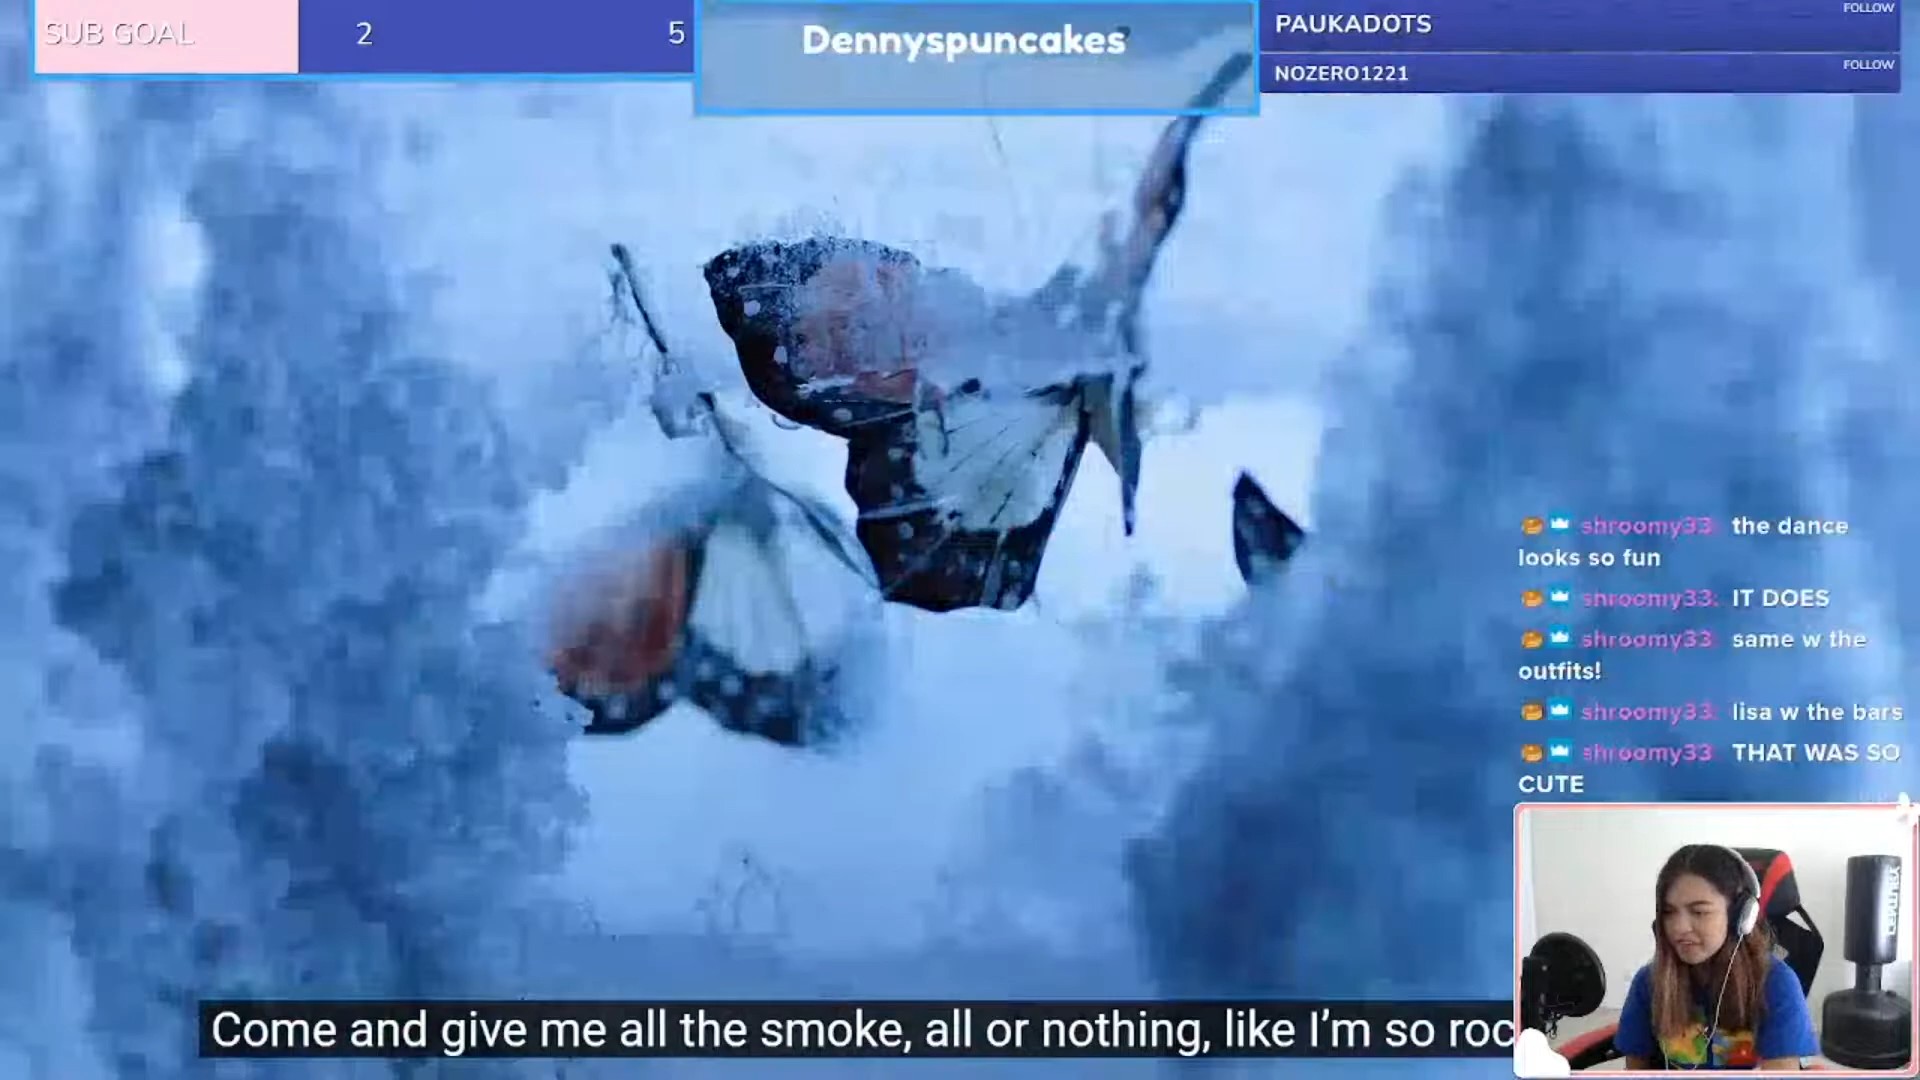 SUB GOAL 2 5
Dennyspuncakes
PAUKADOTS FOLLOW
NOZERO1221 FOLLOW
shroomy33: the dance
looks so fun
shroomy33: IT DOES
shroomy33: same w the
outfits!
shroomy33: lisa w the bars
shroomy33: THAT WAS SO
CUTE
Come and give me all the smoke, all or nothing, like I'm so roc